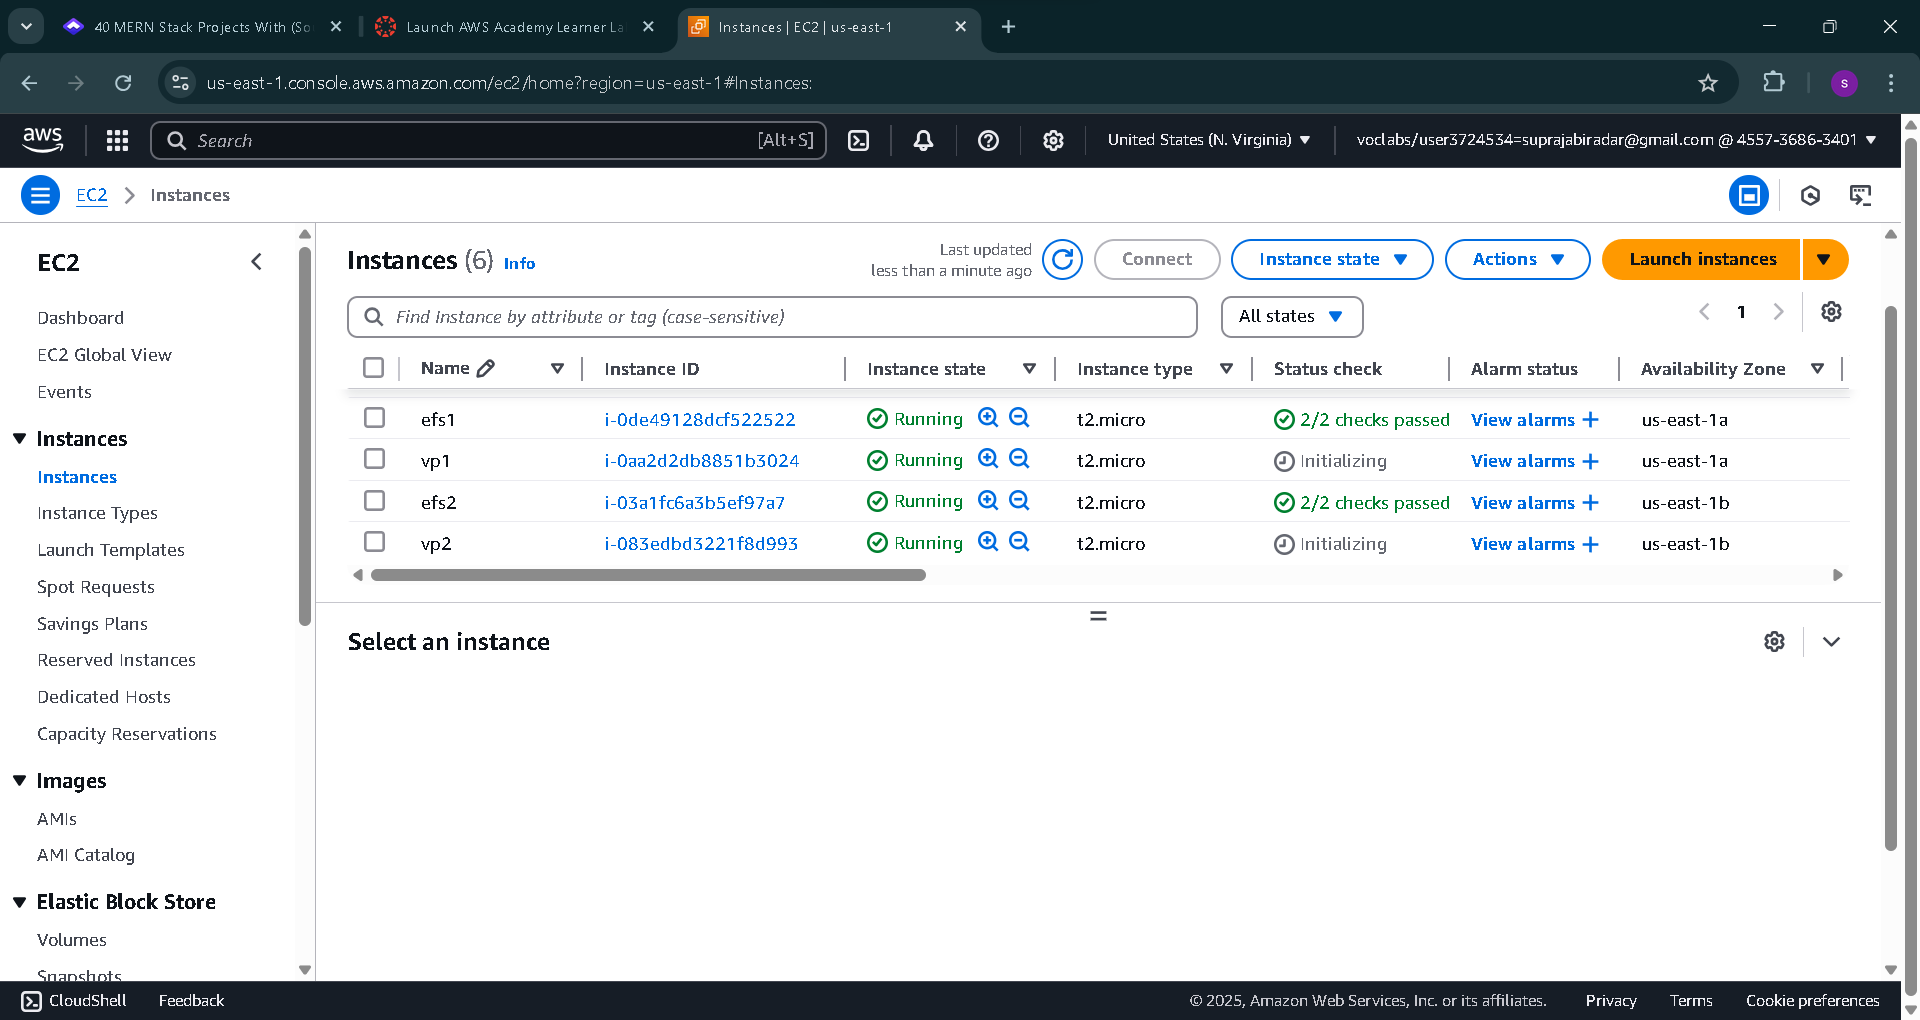 40 MERN Stack Projects With (So
Launch AWS Academy Learner La
Instances | EC2 | us-east-1
us-east-1.console.aws.amazon.com/ec2/home?region=us-east-1#Instances:
S
aws
Search
[Alt+S]
United States (N. Virginia)
voclabs/user3724534=suprajabiradar@gmail.com @ 4557-3686-3401
EC2 > Instances
EC2
Dashboard
EC2 Global View
Events
Instances
Instances
Instance Types
Launch Templates
Spot Requests
Savings Plans
Reserved Instances
Dedicated Hosts
Capacity Reservations
Images
AMIs
AMI Catalog
Elastic Block Store
Volumes
Snapshots
Instances (6) Info
Last updated
less than a minute ago
Connect
Instance state
Actions
Launch instances
Find Instance by attribute or tag (case-sensitive)
All states
1
Name Instance ID Instance state Instance type Status check Alarm status Availability Zone
efs1 i-0de49128dcf522522 Running t2.micro 2/2 checks passed View alarms + us-east-1a
vp1 i-0aa2d2db8851b3024 Running t2.micro Initializing View alarms + us-east-1a
efs2 i-03a1fc6a3b5ef97a7 Running t2.micro 2/2 checks passed View alarms + us-east-1b
vp2 i-083edbd3221f8d993 Running t2.micro Initializing View alarms + us-east-1b
Select an instance
CloudShell
Feedback
© 2025, Amazon Web Services, Inc. or its affiliates.
Privacy
Terms
Cookie preferences